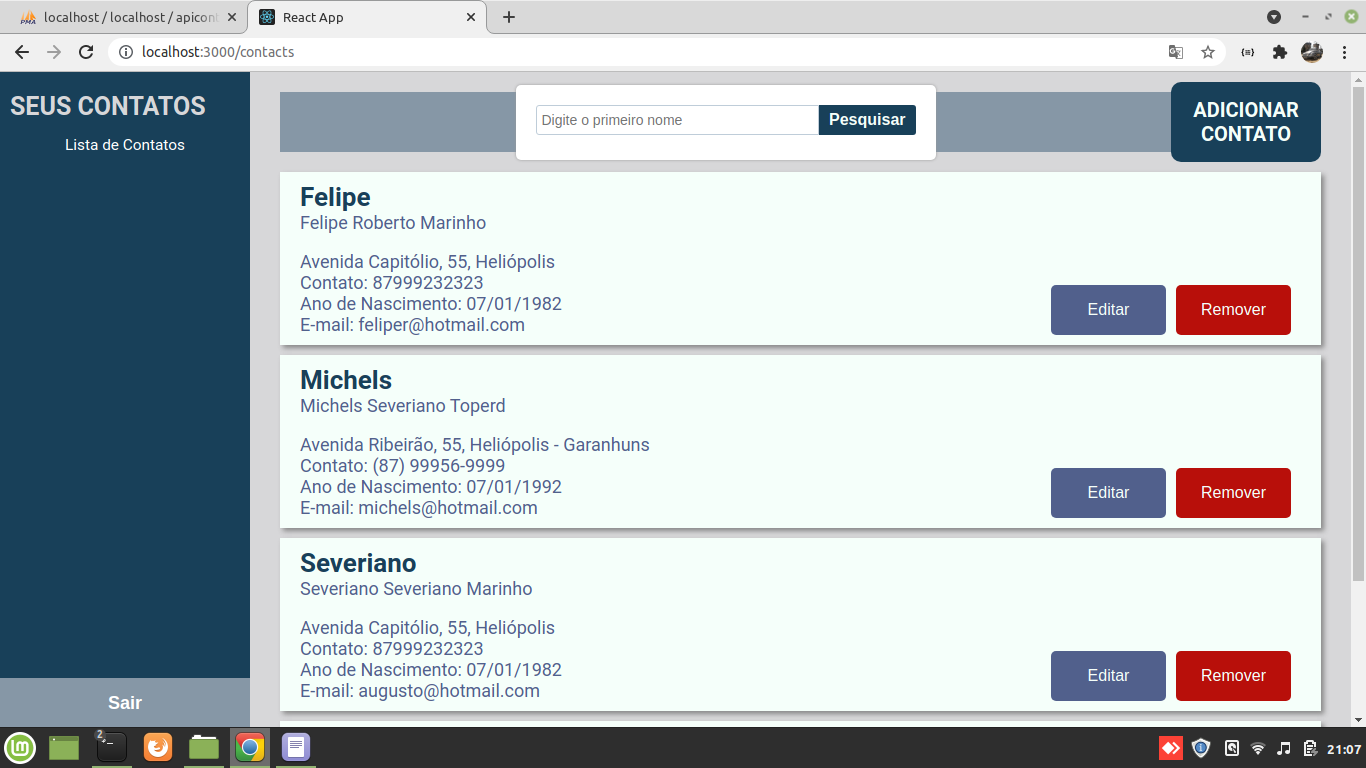 localhost / localhost / apicont
React App
localhost:3000/contacts
SEUS CONTATOS
Lista de Contatos
Digite o primeiro nome
Pesquisar
ADICIONAR
CONTATO
Felipe
Felipe Roberto Marinho
Avenida Capitólio, 55, Heliópolis
Contato: 87999232323
Ano de Nascimento: 07/01/1982
E-mail: feliper@hotmail.com
Editar
Remover
Michels
Michels Severiano Toperd
Avenida Ribeirão, 55, Heliópolis - Garanhuns
Contato: (87) 99956-9999
Ano de Nascimento: 07/01/1992
E-mail: michels@hotmail.com
Editar
Remover
Severiano
Severiano Severiano Marinho
Avenida Capitólio, 55, Heliópolis
Contato: 87999232323
Ano de Nascimento: 07/01/1982
E-mail: augusto@hotmail.com
Editar
Remover
Sair
2
21:07